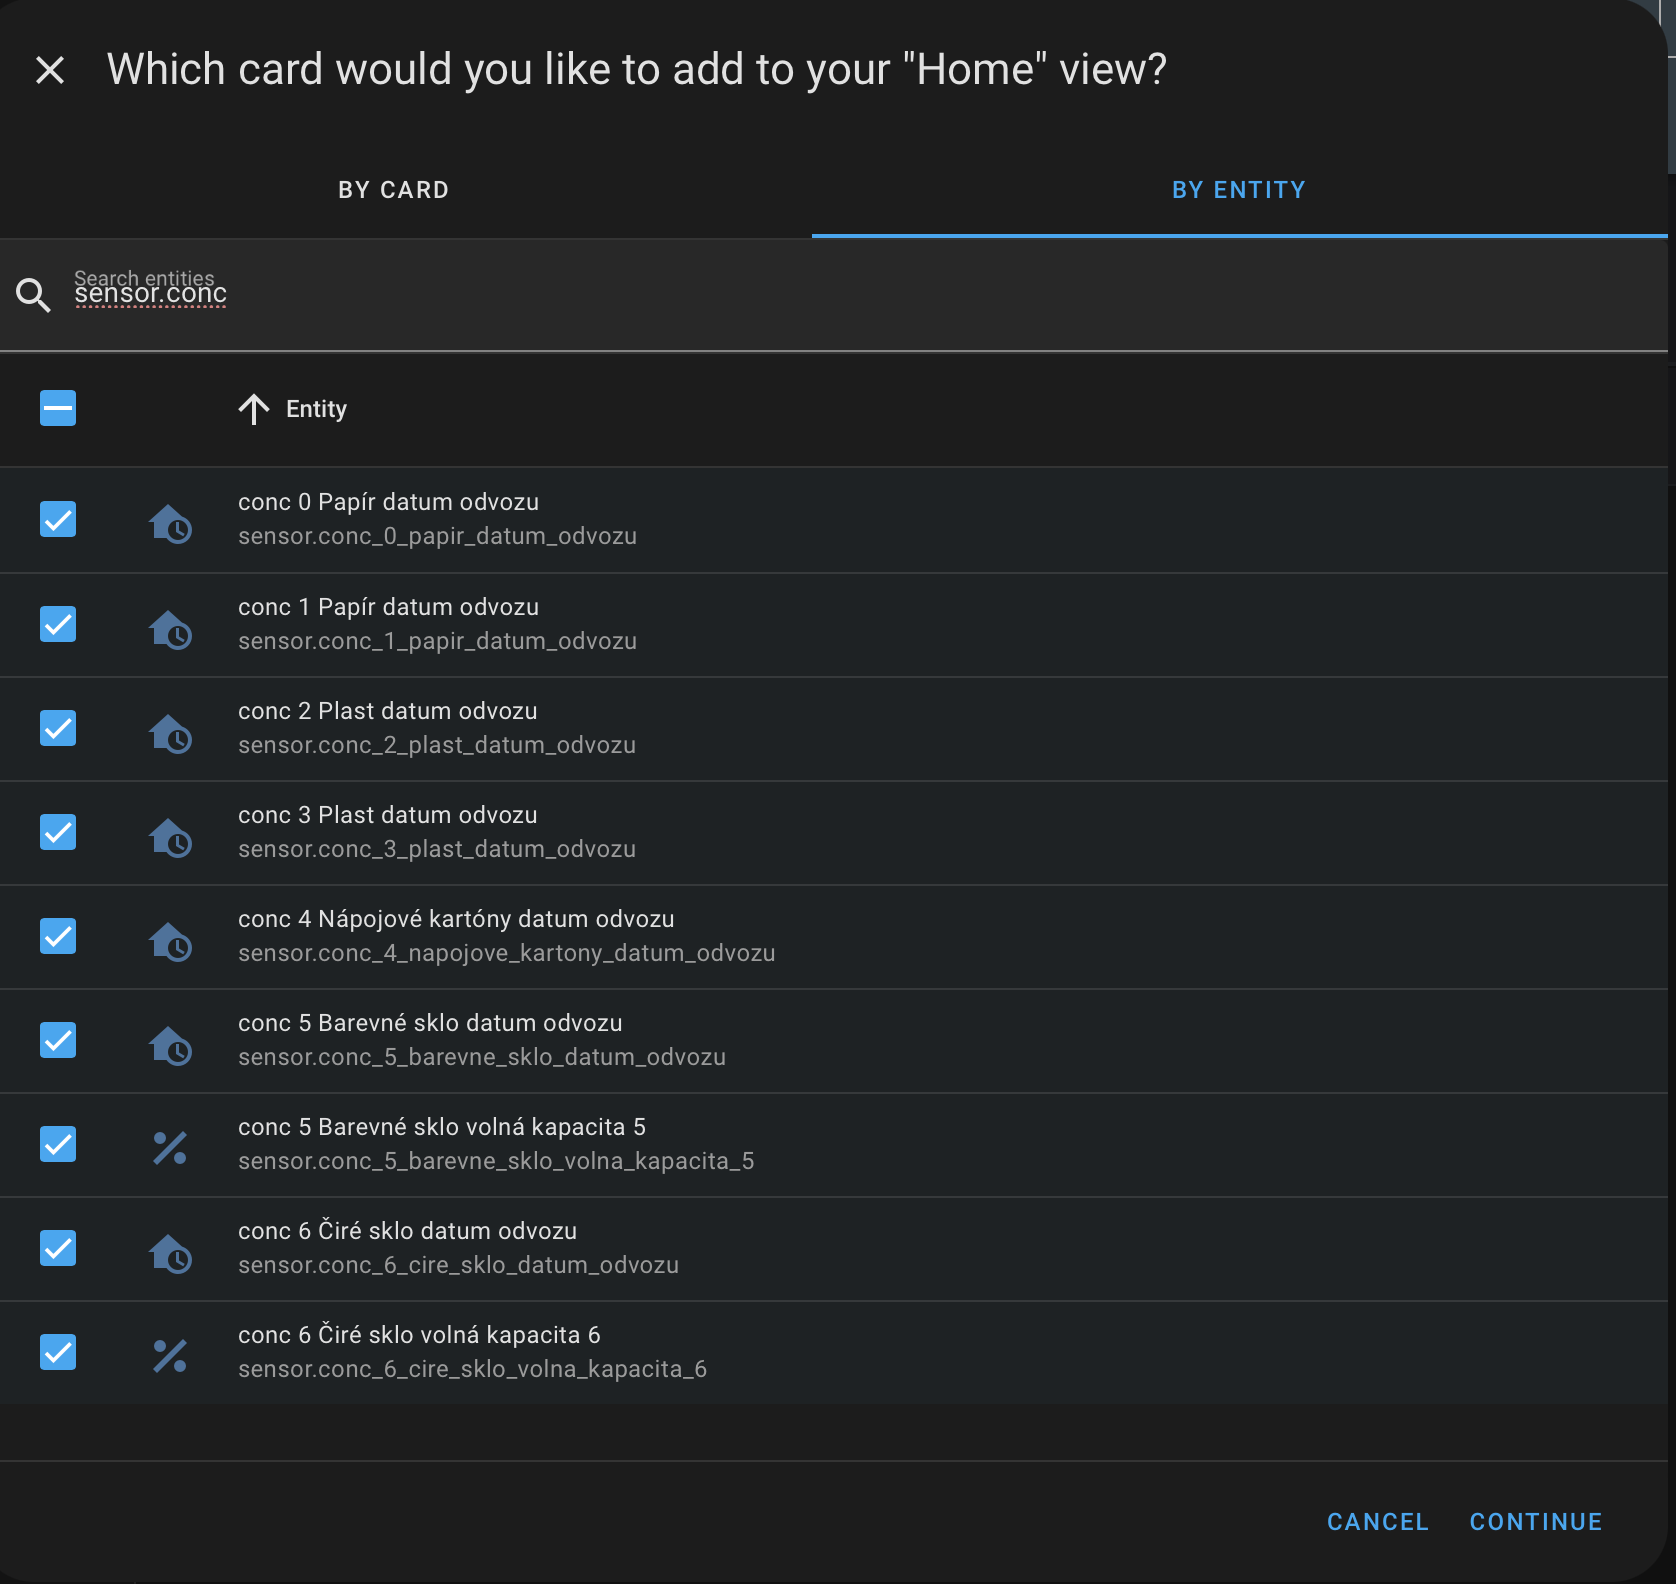 Which card would you like to add to your "Home" view?
BY CARD
BY ENTITY
Search entities
sensor.conc
Entity
conc 0 Papír datum odvozu
sensor.conc_0_papir_datum_odvozu
conc 1 Papír datum odvozu
sensor.conc_1_papir_datum_odvozu
conc 2 Plast datum odvozu
sensor.conc_2_plast_datum_odvozu
conc 3 Plast datum odvozu
sensor.conc_3_plast_datum_odvozu
conc 4 Nápojové kartóny datum odvozu
sensor.conc_4_napojove_kartony_datum_odvozu
conc 5 Barevné sklo datum odvozu
sensor.conc_5_barevne_sklo_datum_odvozu
conc 5 Barevné sklo volná kapacita 5
sensor.conc_5_barevne_sklo_volna_kapacita_5
conc 6 Čiré sklo datum odvozu
sensor.conc_6_cire_sklo_datum_odvozu
conc 6 Čiré sklo volná kapacita 6
sensor.conc_6_cire_sklo_volna_kapacita_6
CANCEL
CONTINUE